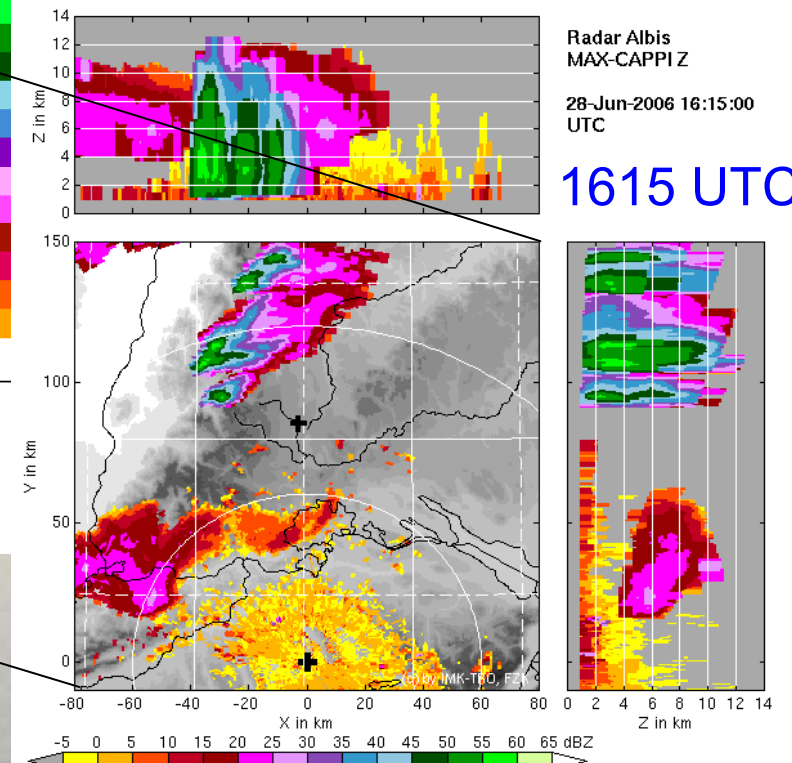 14
12
10
8
6
4
2
0
Z in km
Radar Albis
MAX-CAPPI Z
28-Jun-2006 16:15:00
UTC
1615 UTC
150
100
50
0
Y in km
-80 -60 -40 -20 0 20 40 60 80
X in km
(c) by IMK-TRO, FZK
0 2 4 6 8 10 12 14
Z in km
-5 0 5 10 15 20 25 30 35 40 45 50 55 60 65 dBZ